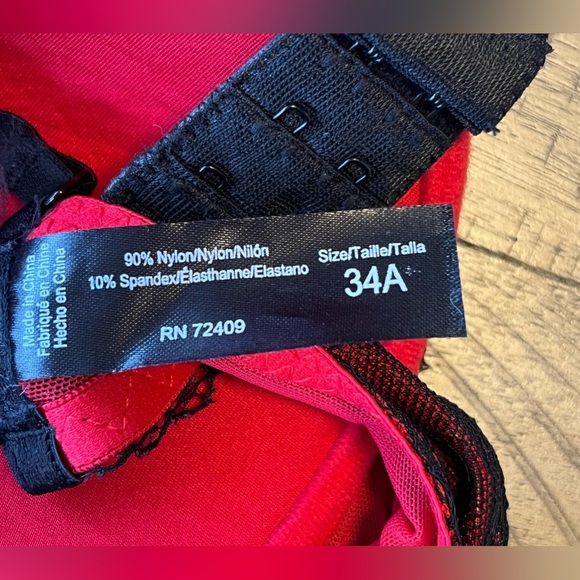 Made in China
Fabriqué en Chine
Hecho en China
90% Nylon/Nylon/Nilón
10% Spandex/Élasthanne/Elastano
RN 72409
Size/Taille/Talla
34A